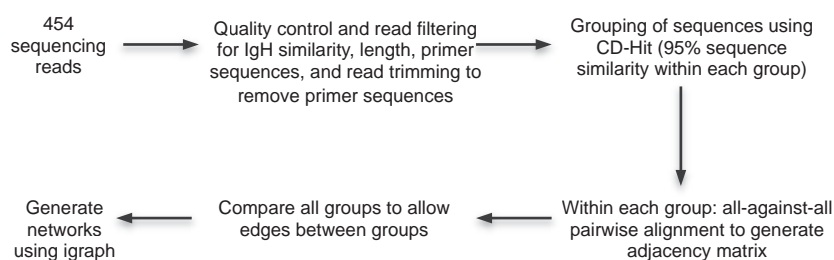 454
sequencing
reads
Quality control and read filtering
for IgH similarity, length, primer
sequences, and read trimming to
remove primer sequences
Grouping of sequences using
CD-Hit (95% sequence
similarity within each group)
Within each group: all-against-all
pairwise alignment to generate
adjacency matrix
Compare all groups to allow
edges between groups
Generate
networks
using igraph